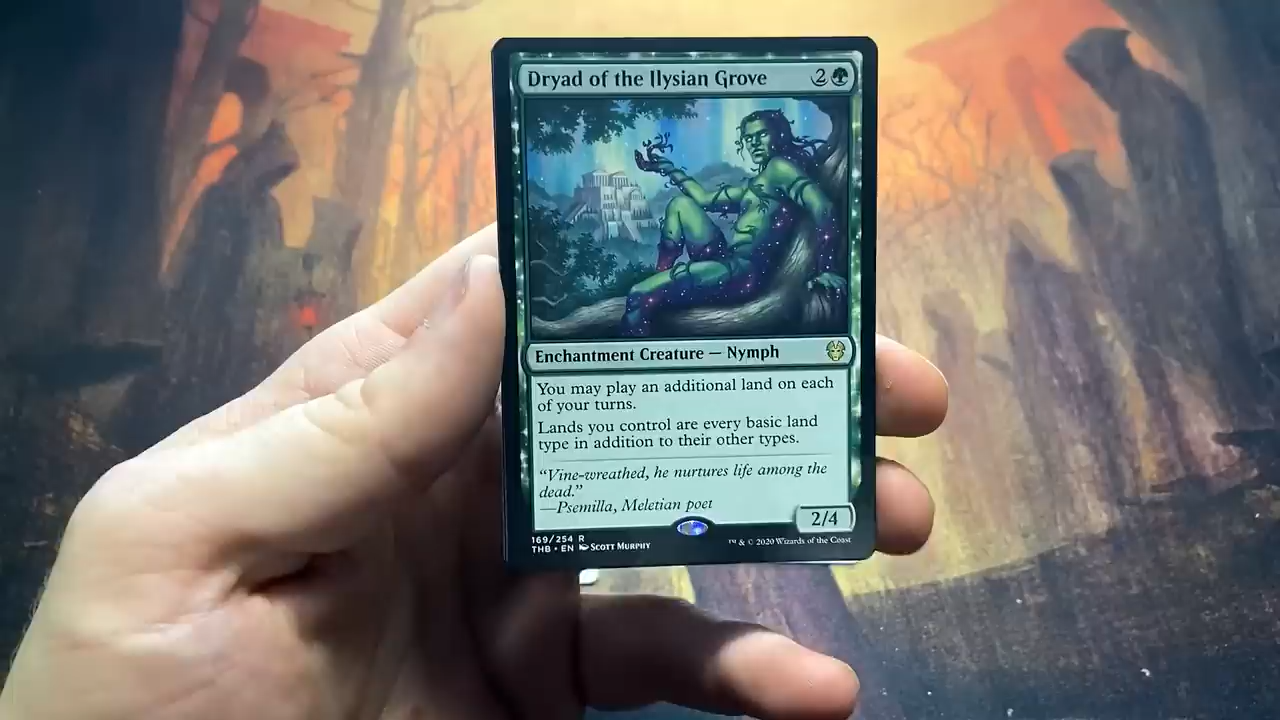 Dryad of the Ilysian Grove 2
Enchantment Creature — Nymph
You may play an additional land on each
of your turns.
Lands you control are every basic land
type in addition to their other types.
“Vine-wreathed, he nurtures life among the
dead.”
—Psemilla, Meletian poet
2/4
169/254 R
THB • EN Scott Murphy
™ & © 2020 Wizards of the Coast